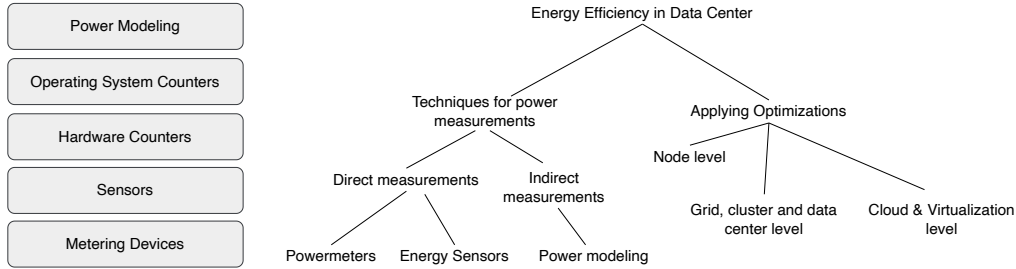 Power Modeling
Operating System Counters
Hardware Counters
Sensors
Metering Devices
Energy Efficiency in Data Center
Techniques for power
measurements
Applying Optimizations
Direct measurements
Indirect
measurements
Node level
Grid, cluster and data
center level
Cloud & Virtualization
level
Powermeters
Energy Sensors
Power modeling